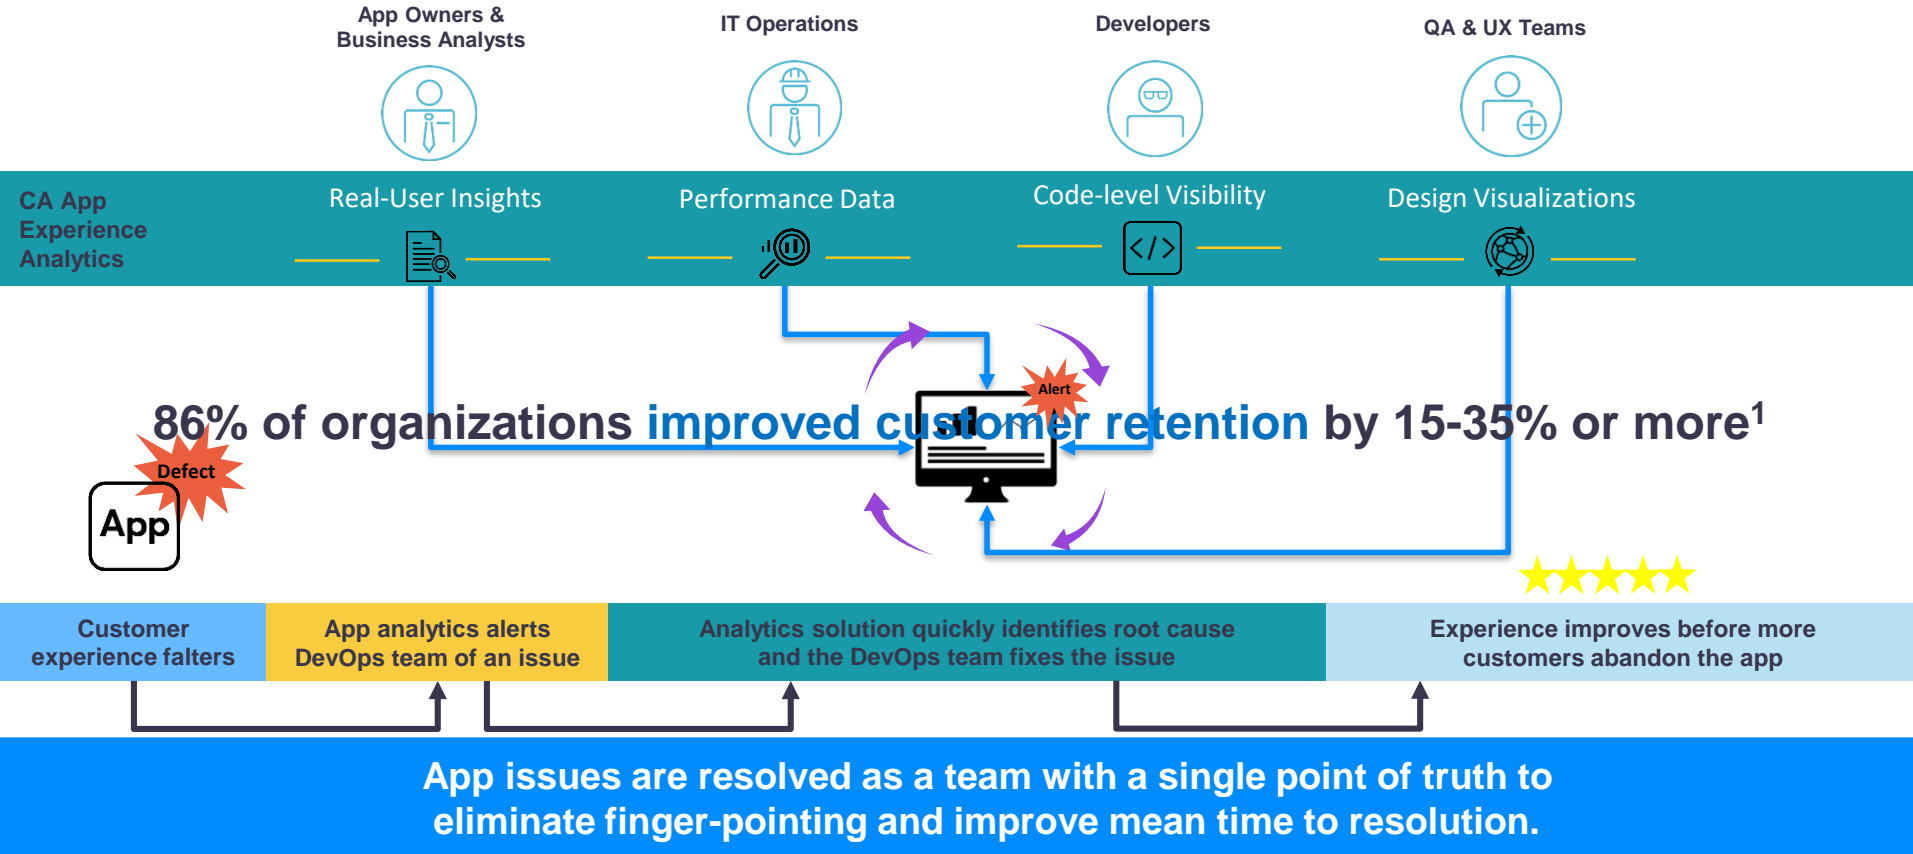 App Owners &
Business Analysts
IT Operations
Developers
QA & UX Teams
CA App
Experience
Analytics
Real-User Insights
Performance Data
Code-level Visibility
</>
Design Visualizations
Alert
86% of organizations improved customer retention by 15-35% or more¹
Defect
App
Customer
experience falters
App analytics alerts
DevOps team of an issue
Analytics solution quickly identifies root cause
and the DevOps team fixes the issue
Experience improves before more
customers abandon the app
App issues are resolved as a team with a single point of truth to
eliminate finger-pointing and improve mean time to resolution.